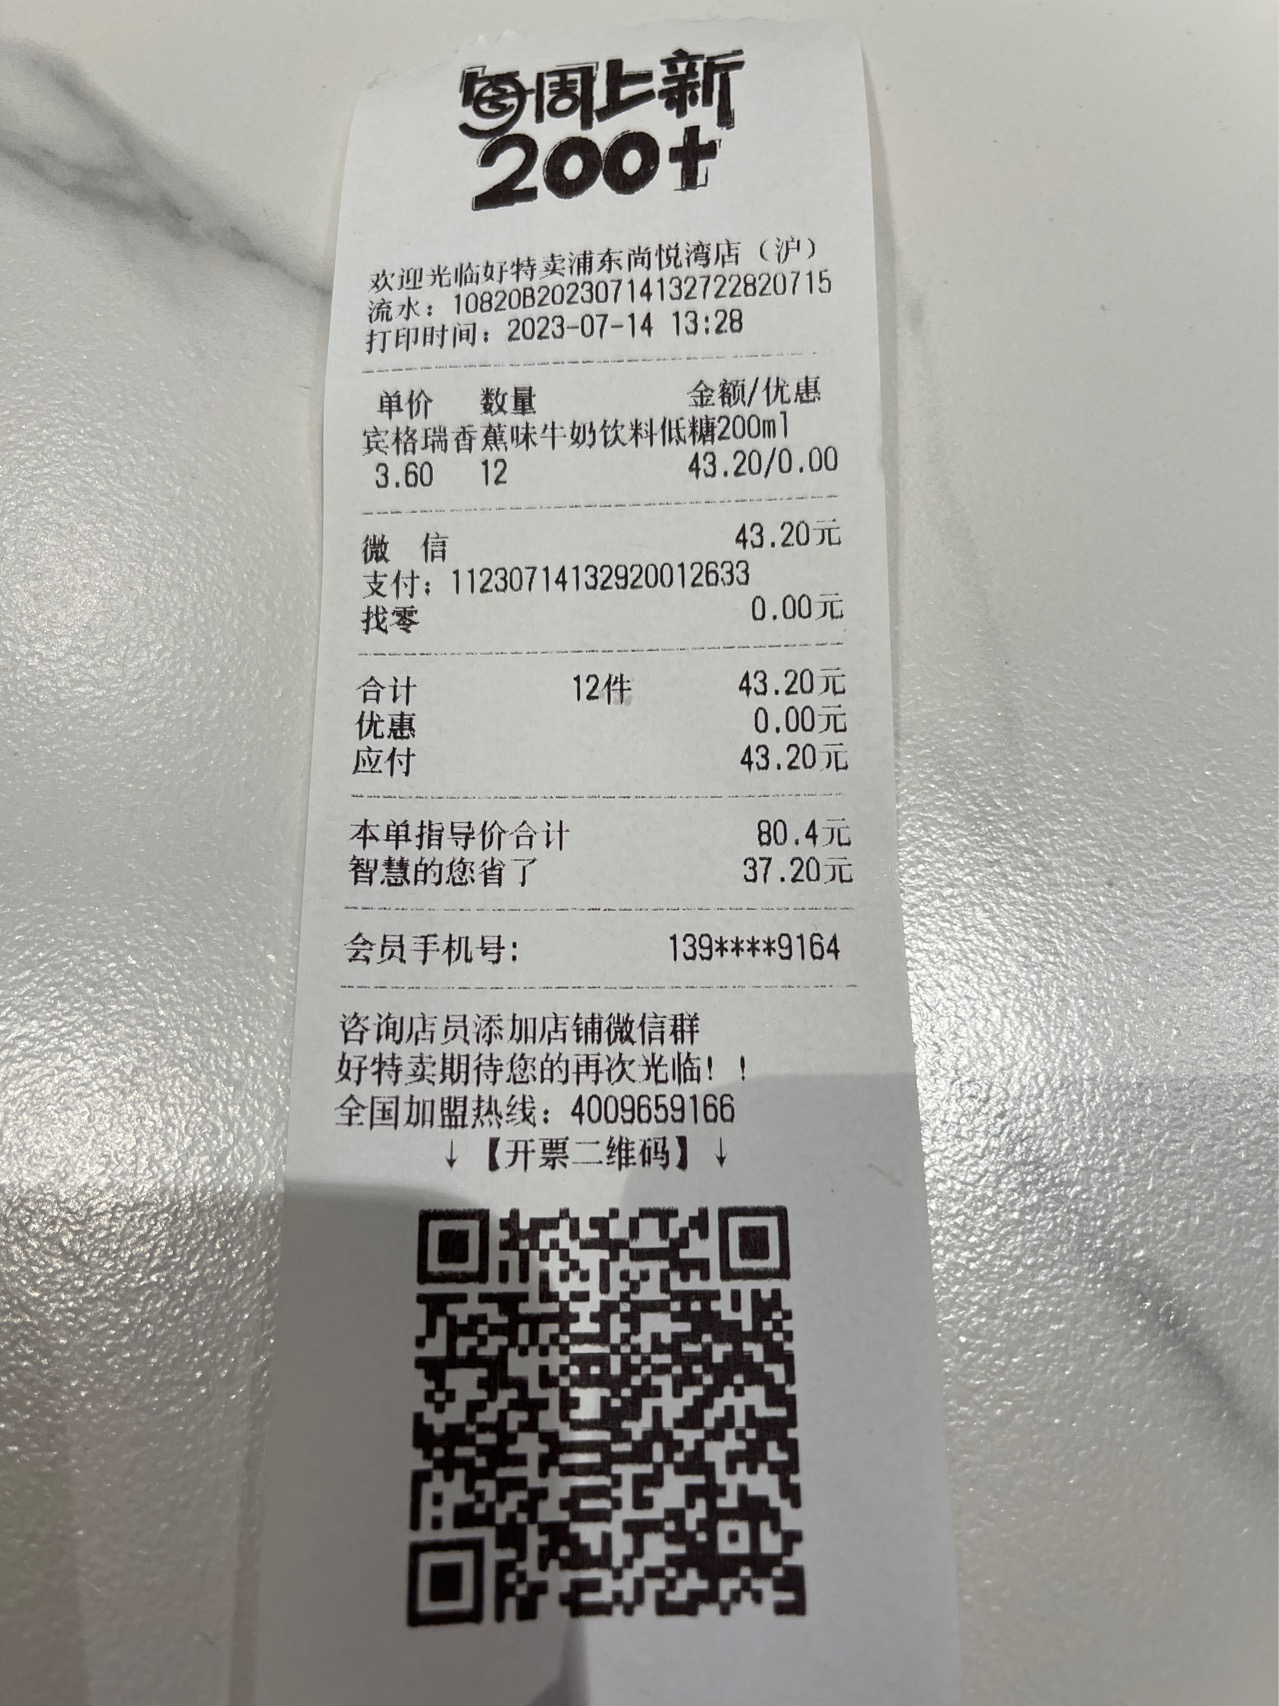 每周上新
200+
欢迎光临好特卖浦东尚悦湾店（沪）
流水：10820B20230714132722820715
打印时间：2023-07-14 13:28
单价 数量 金额/优惠
宾格瑞香蕉味牛奶饮料低糖200ml
3.60 12 43.20/0.00
微 信 43.20元
支付：11230714132920012633
找零 0.00元
合计 12件 43.20元
优惠 0.00元
应付 43.20元
本单指导价合计 80.4元
智慧的您省了 37.20元
会员手机号: 139****9164
咨询店员添加店铺微信群
好特卖期待您的再次光临！！
全国加盟热线：4009659166
↓【开票二维码】↓